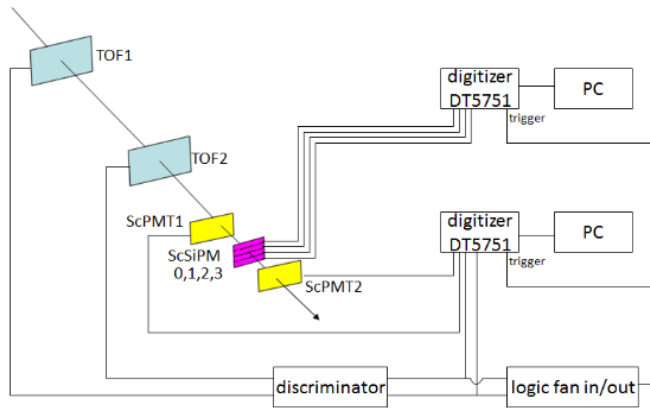 TOF1
digitizer
DT5751
PC
trigger
TOF2
ScPMT1
digitizer
DT5751
PC
ScSiPM
0,1,2,3
trigger
ScPMT2
discriminator
logic fan in/out